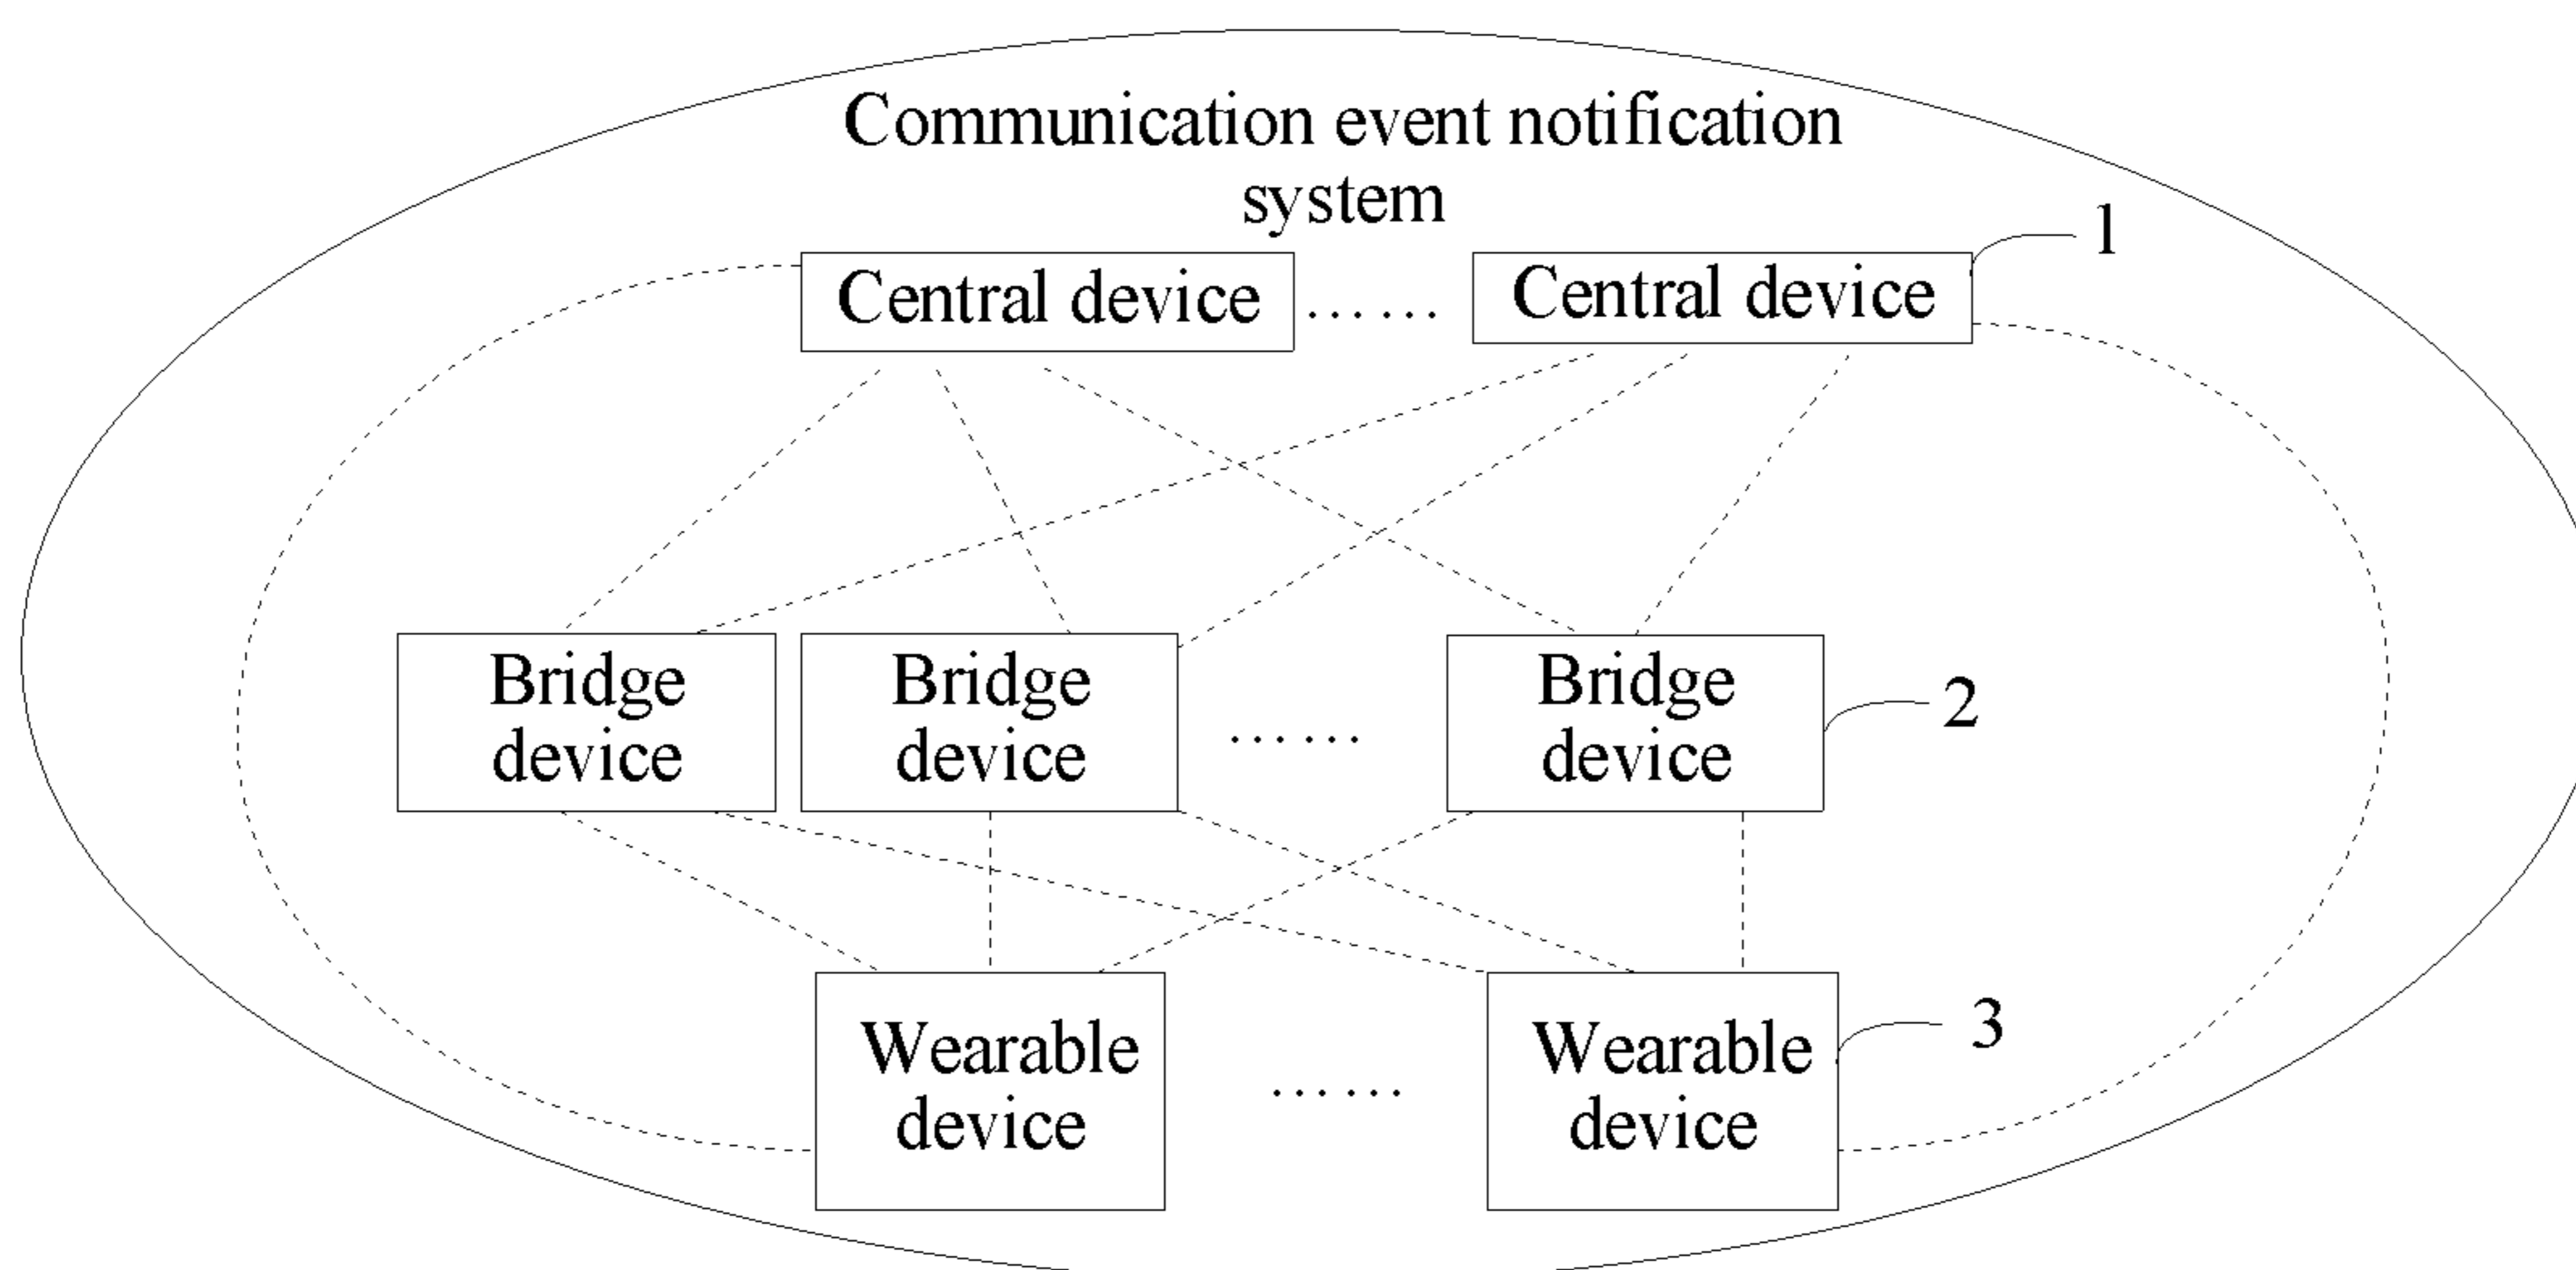 Communication event notification
system
1
Central device …… Central device
Bridge
device
Bridge
device
……
Bridge
device
2
Wearable
device
……
Wearable
device
3